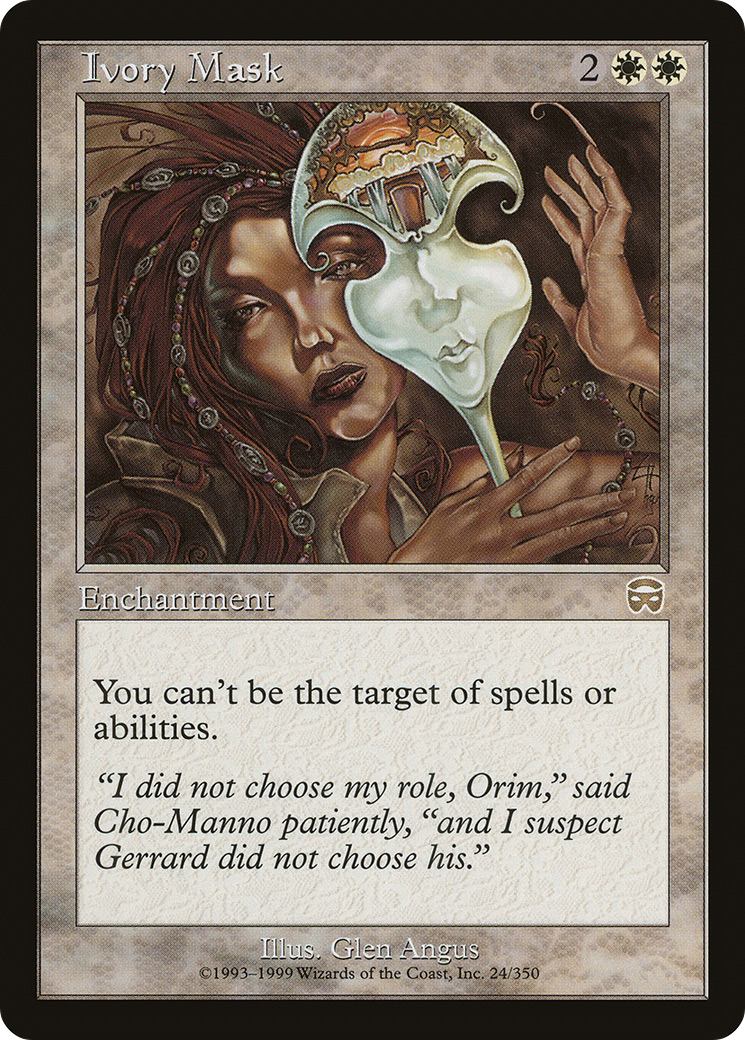 Ivory Mask 2
Enchantment
You can't be the target of spells or
abilities.
“I did not choose my role, Orim,” said
Cho-Manno patiently, “and I suspect
Gerrard did not choose his.”
Illus. Glen Angus
©1993–1999 Wizards of the Coast, Inc. 24/350